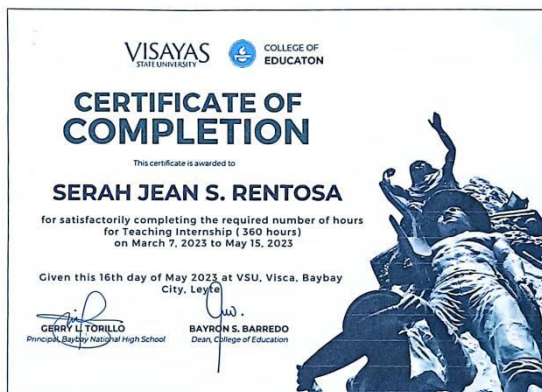 VISAYAS
STATE UNIVERSITY
COLLEGE OF
EDUCATON
CERTIFICATE OF
COMPLETION
This certificate is awarded to
SERAH JEAN S. RENTOSA
for satisfactorily completing the required number of hours
for Teaching Internship ( 360 hours)
on March 7, 2023 to May 15, 2023
Given this 16th day of May 2023 at VSU, Visca, Baybay
City, Leyte
GERRY L. TORILLO
Principal, Baybay National High School
BAYRON S. BARREDO
Dean, College of Education